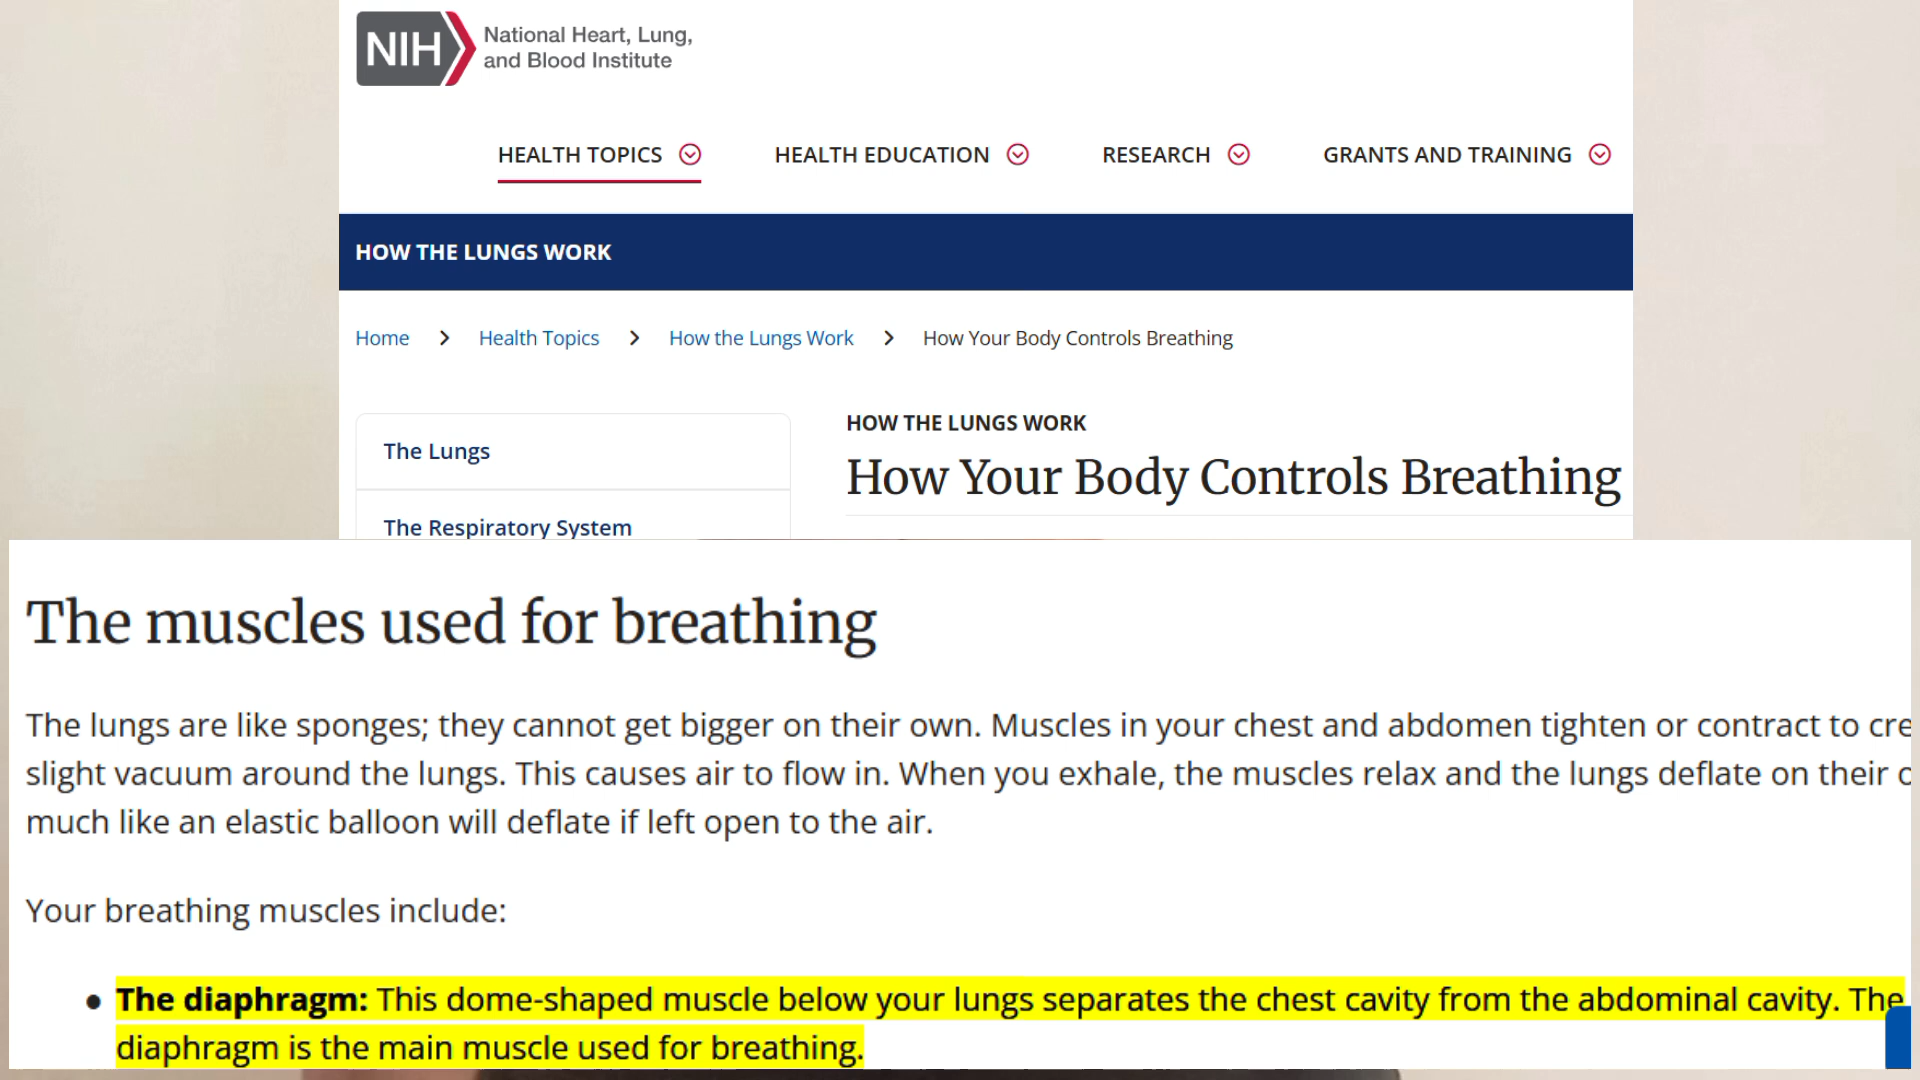 NIH National Heart, Lung,
and Blood Institute
HEALTH TOPICS HEALTH EDUCATION RESEARCH GRANTS AND TRAINING
HOW THE LUNGS WORK
Home > Health Topics > How the Lungs Work > How Your Body Controls Breathing
The Lungs
The Respiratory System
HOW THE LUNGS WORK
How Your Body Controls Breathing
The muscles used for breathing
The lungs are like sponges; they cannot get bigger on their own. Muscles in your chest and abdomen tighten or contract to cre
slight vacuum around the lungs. This causes air to flow in. When you exhale, the muscles relax and the lungs deflate on their o
much like an elastic balloon will deflate if left open to the air.
Your breathing muscles include:
• The diaphragm: This dome-shaped muscle below your lungs separates the chest cavity from the abdominal cavity. The
diaphragm is the main muscle used for breathing.